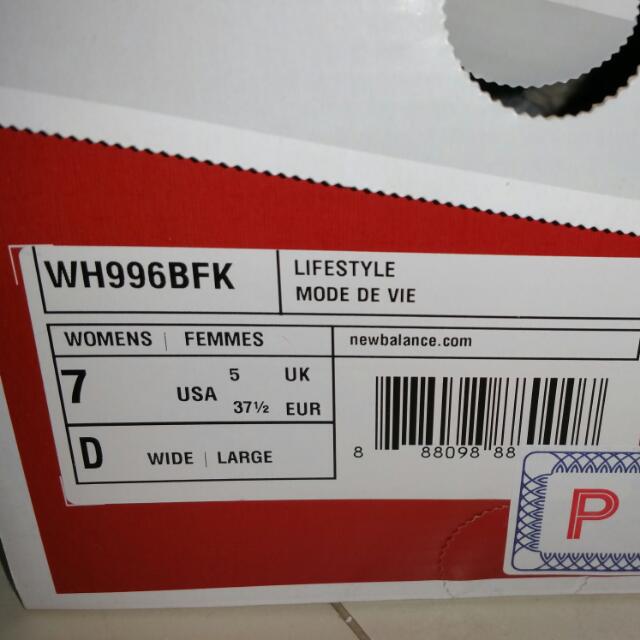 WH996BFK
LIFESTYLE
MODE DE VIE
WOMENS | FEMMES
newbalance.com
7 USA 5 UK
37½ EUR
D WIDE | LARGE
8 88098 88
P